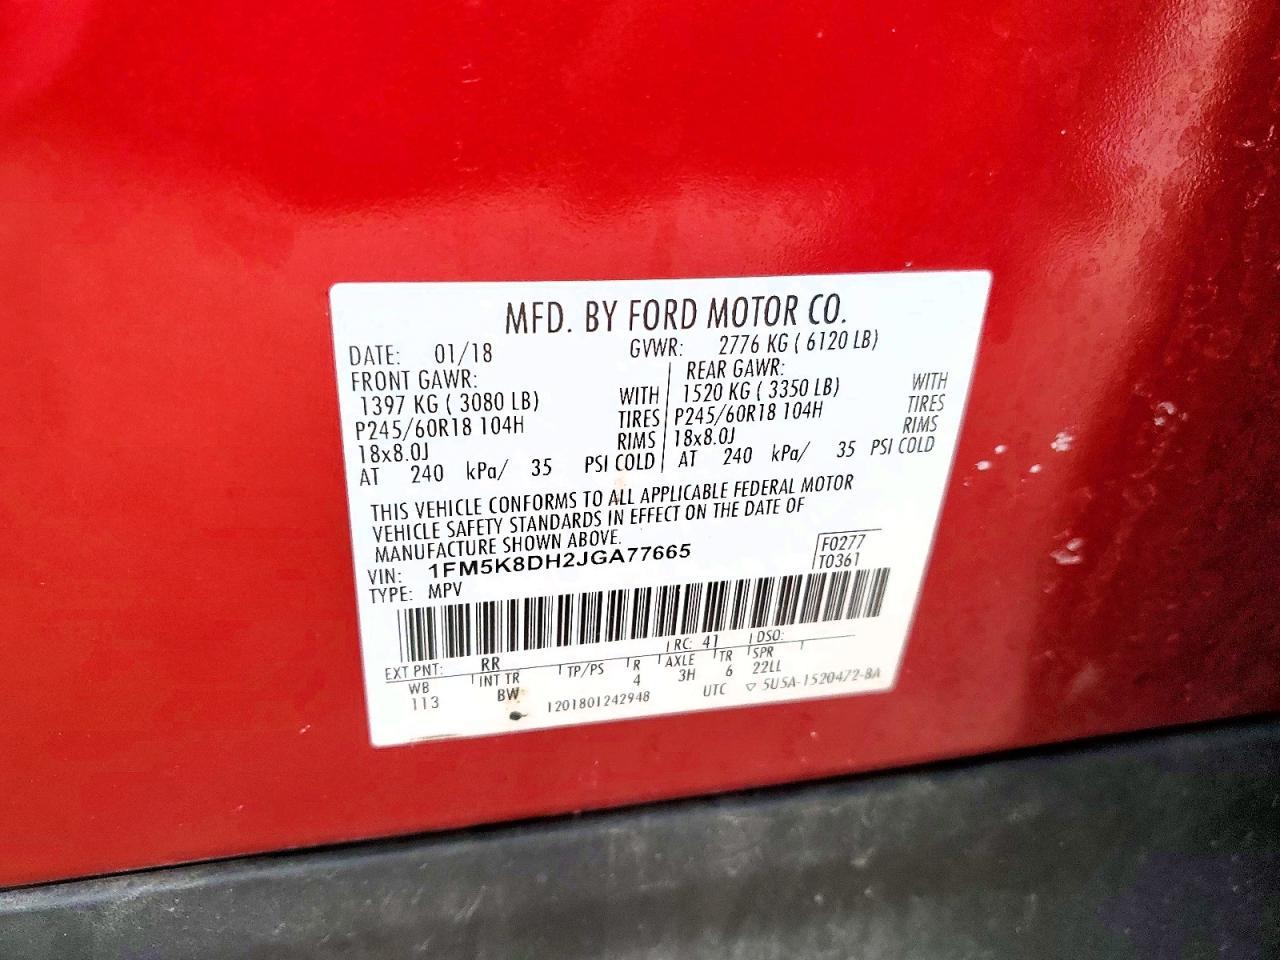 MFD. BY FORD MOTOR CO.
DATE: 01/18 GVWR: 2776 KG ( 6120 LB)
FRONT GAWR: REAR GAWR:
1397 KG ( 3080 LB) WITH 1520 KG ( 3350 LB) WITH
P245/60R18 104H TIRES P245/60R18 104H TIRES
18x8.0J RIMS 18x8.0J RIMS
AT 240 kPa/ 35 PSI COLD AT 240 kPa/ 35 PSI COLD
THIS VEHICLE CONFORMS TO ALL APPLICABLE FEDERAL MOTOR
VEHICLE SAFETY STANDARDS IN EFFECT ON THE DATE OF
MANUFACTURE SHOWN ABOVE.
VIN: 1FM5K8DH2JGA77665 F0277
TYPE: MPV T0361
EXT PNT: RR RC: 41 DSO:
WB INT TR TP/PS R AXLE TR SPR
113 BW 4 3H 6 22LL
1201801242948 UTC ▽ 5U5A-1520472-BA